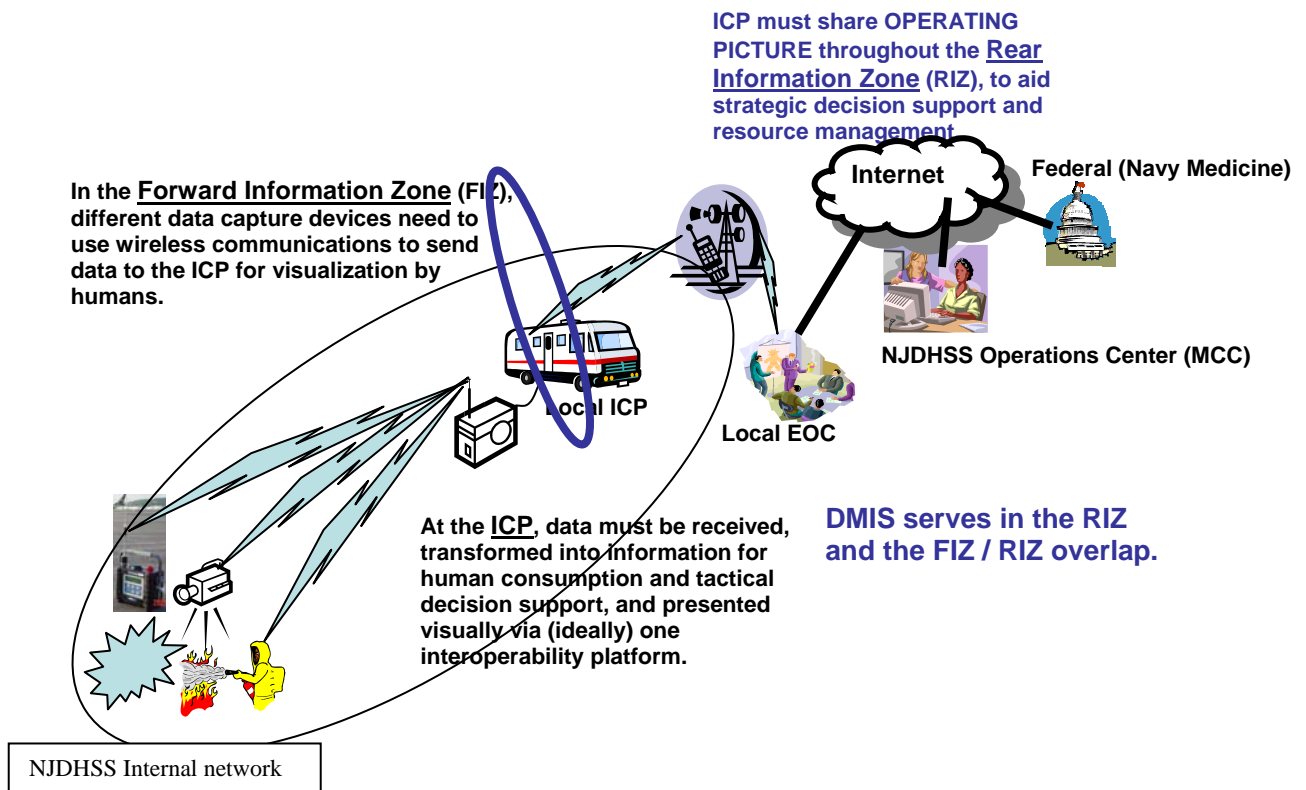 ICP must share OPERATING
PICTURE throughout the Rear
Information Zone (RIZ), to aid
strategic decision support and
resource management
Internet
Federal (Navy Medicine)
In the Forward Information Zone (FIZ),
different data capture devices need to
use wireless communications to send
data to the ICP for visualization by
humans.
NJDHSS Operations Center (MCC)
Local ICP
Local EOC
At the ICP, data must be received,
transformed into information for
human consumption and tactical
decision support, and presented
visually via (ideally) one
interoperability platform.
DMIS serves in the RIZ
and the FIZ / RIZ overlap.
NJDHSS Internal network